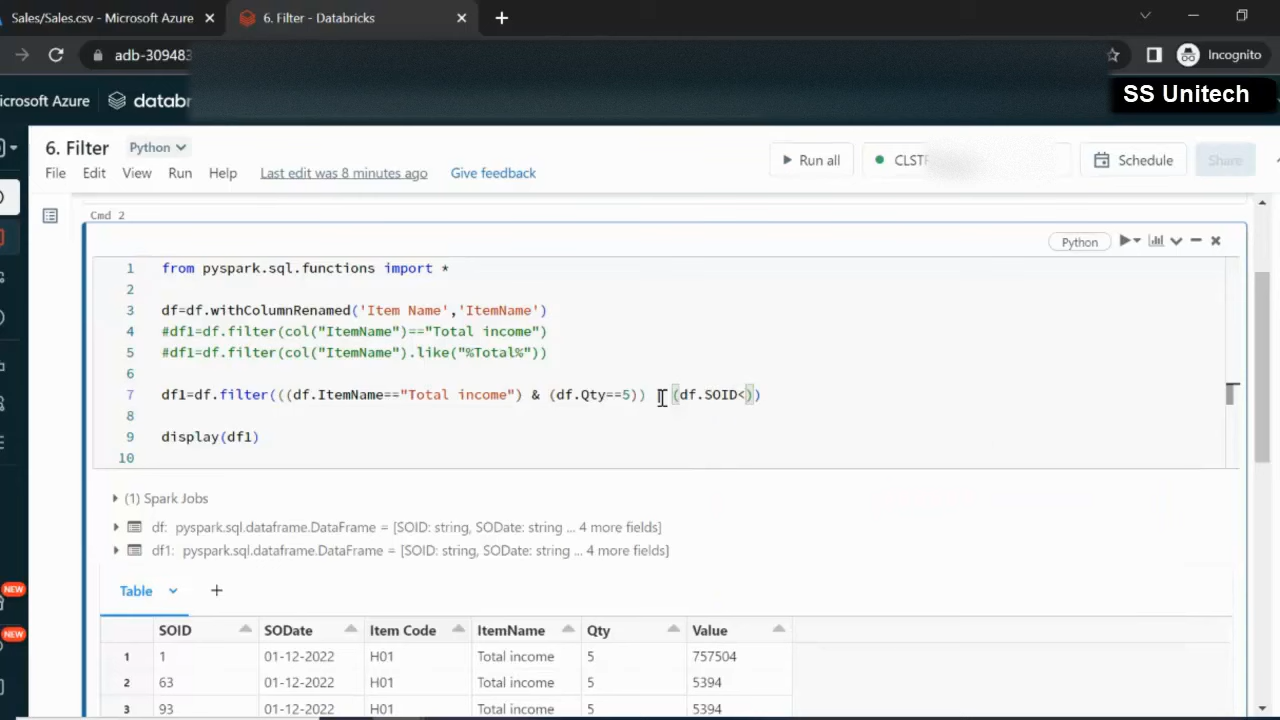 Sales/Sales.csv - Microsoft Azure
6. Filter - Databricks
adb-309483
Incognito
SS Unitech
icrosoft Azure
databr
6. Filter
Python
Run all
CLST
Schedule
Share
File Edit View Run Help Last edit was 8 minutes ago Give feedback
Cmd 2
Python
1 from pyspark.sql.functions import *
2
3 df=df.withColumnRenamed('Item Name','ItemName')
4 #df1=df.filter(col("ItemName")=="Total income")
5 #df1=df.filter(col("ItemName").like("%Total%"))
6
7 df1=df.filter(((df.ItemName=="Total income") & (df.Qty==5)) | (df.SOID<))
8
9 display(df1)
10
(1) Spark Jobs
df: pyspark.sql.dataframe.DataFrame = [SOID: string, SODate: string ... 4 more fields]
df1: pyspark.sql.dataframe.DataFrame = [SOID: string, SODate: string ... 4 more fields]
NEW
Table +
SOID SODate Item Code ItemName Qty Value
NEW
1 1 01-12-2022 H01 Total income 5 757504
2 63 01-12-2022 H01 Total income 5 5394
3 93 01-12-2022 H01 Total income 5 5394